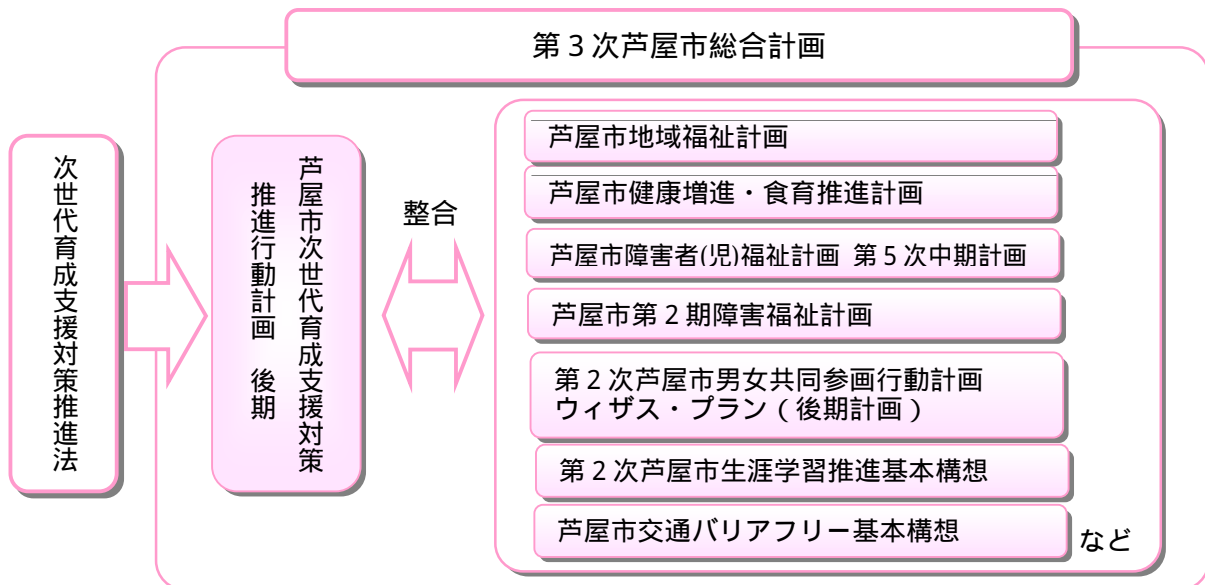 第3次芦屋市総合計画
次世代育成支援対策推進法
芦屋市次世代育成支援対策
推進行動計画 後期
整合
芦屋市地域福祉計画
芦屋市健康増進・食育推進計画
芦屋市障害者(児)福祉計画 第5次中期計画
芦屋市第2期障害福祉計画
第2次芦屋市男女共同参画行動計画
ウィザス・プラン(後期計画)
第2次芦屋市生涯学習推進基本構想
芦屋市交通バリアフリー基本構想
など